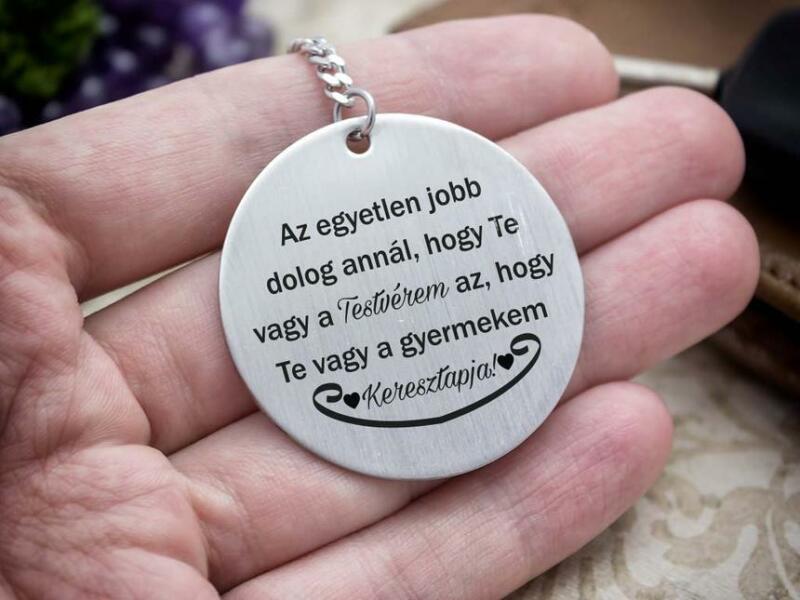 Az egyetlen jobb
dolog annál, hogy Te
vagy a Testvérem az, hogy
Te vagy a gyermekem
Keresztapja!